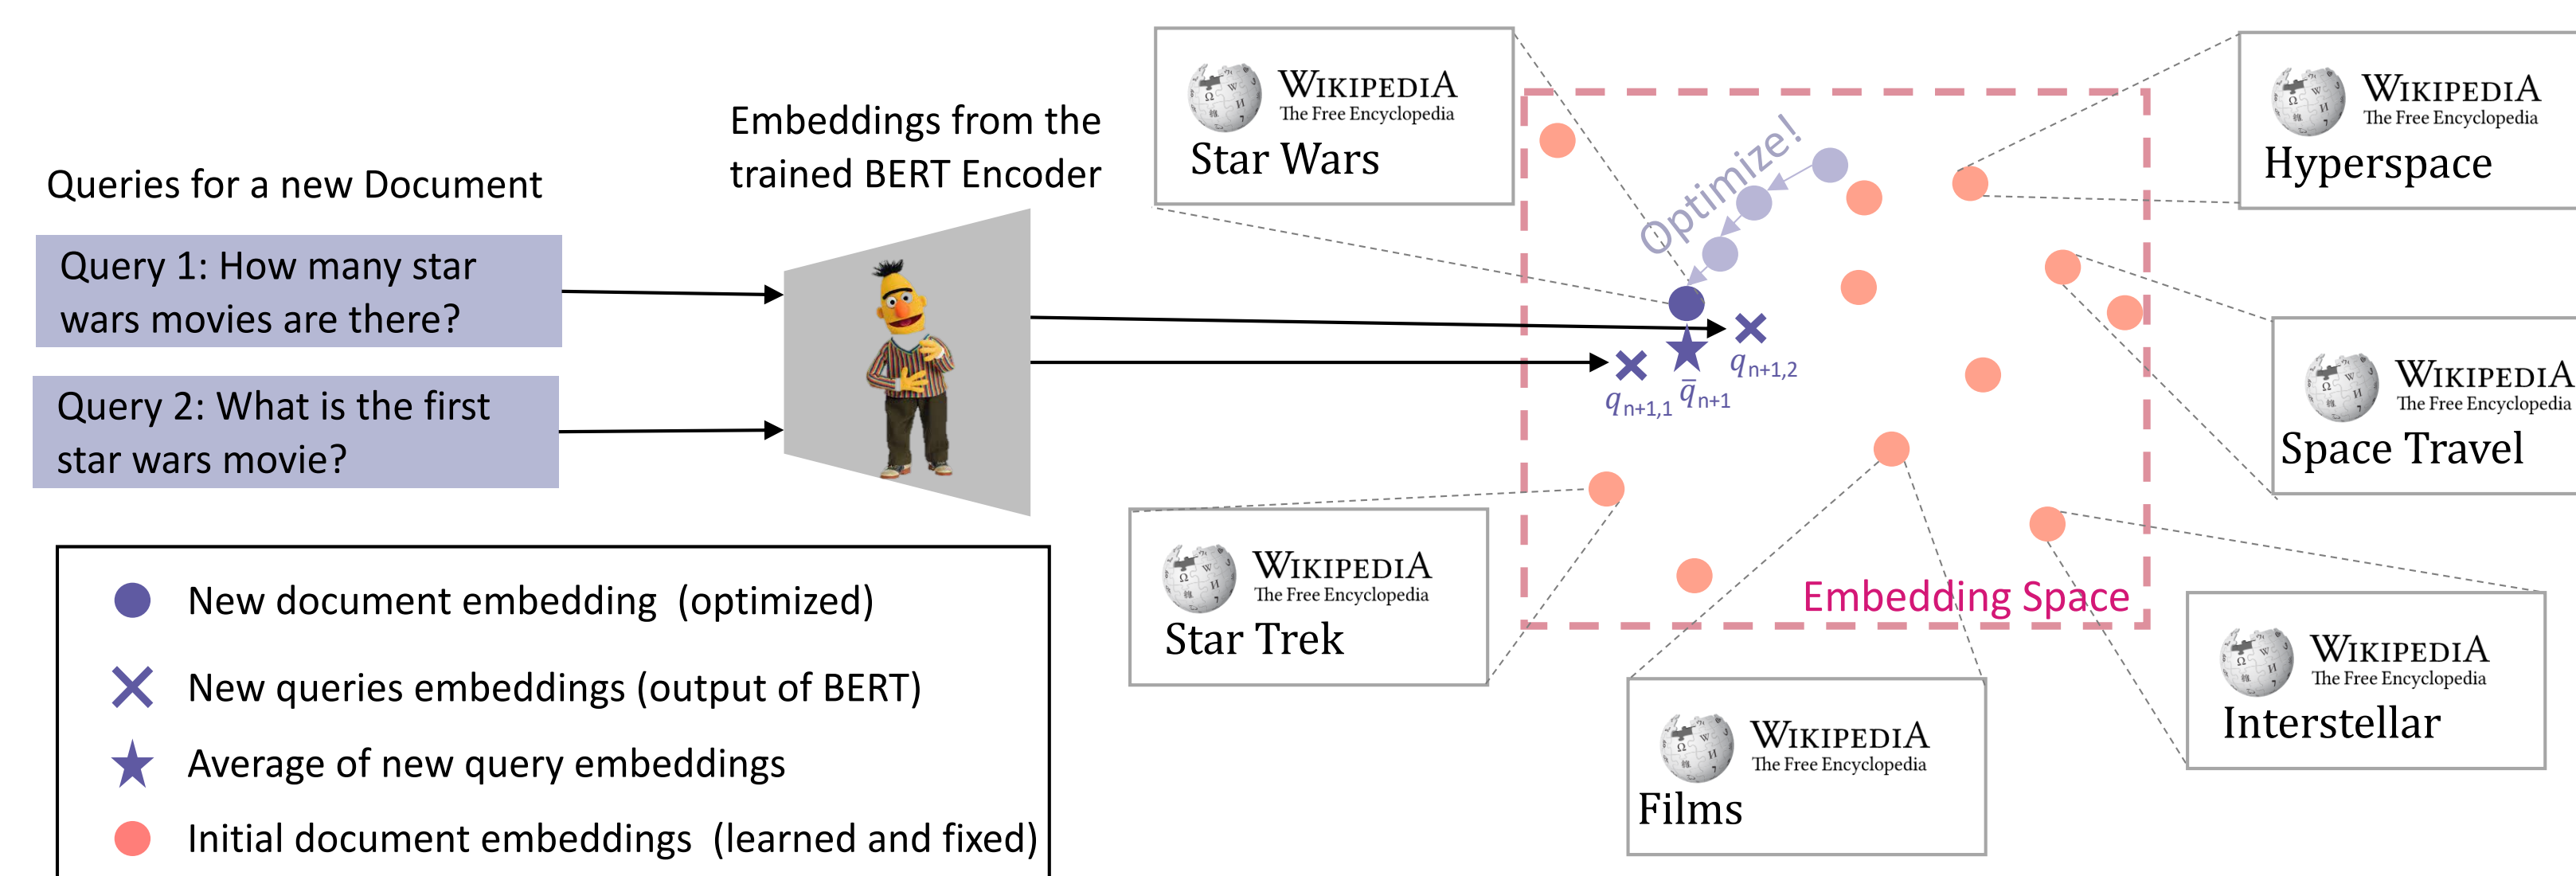 Queries for a new Document
Query 1: How many star
wars movies are there?
Query 2: What is the first
star wars movie?
Embeddings from the
trained BERT Encoder
WIKIPEDIA
The Free Encyclopedia
Star Wars
Optimize!
WIKIPEDIA
The Free Encyclopedia
Hyperspace
q n+1,2
q n+1,1
q̄ n+1
WIKIPEDIA
The Free Encyclopedia
Space Travel
WIKIPEDIA
The Free Encyclopedia
Star Trek
Embedding Space
WIKIPEDIA
The Free Encyclopedia
Films
WIKIPEDIA
The Free Encyclopedia
Interstellar
New document embedding (optimized)
New queries embeddings (output of BERT)
Average of new query embeddings
Initial document embeddings (learned and fixed)